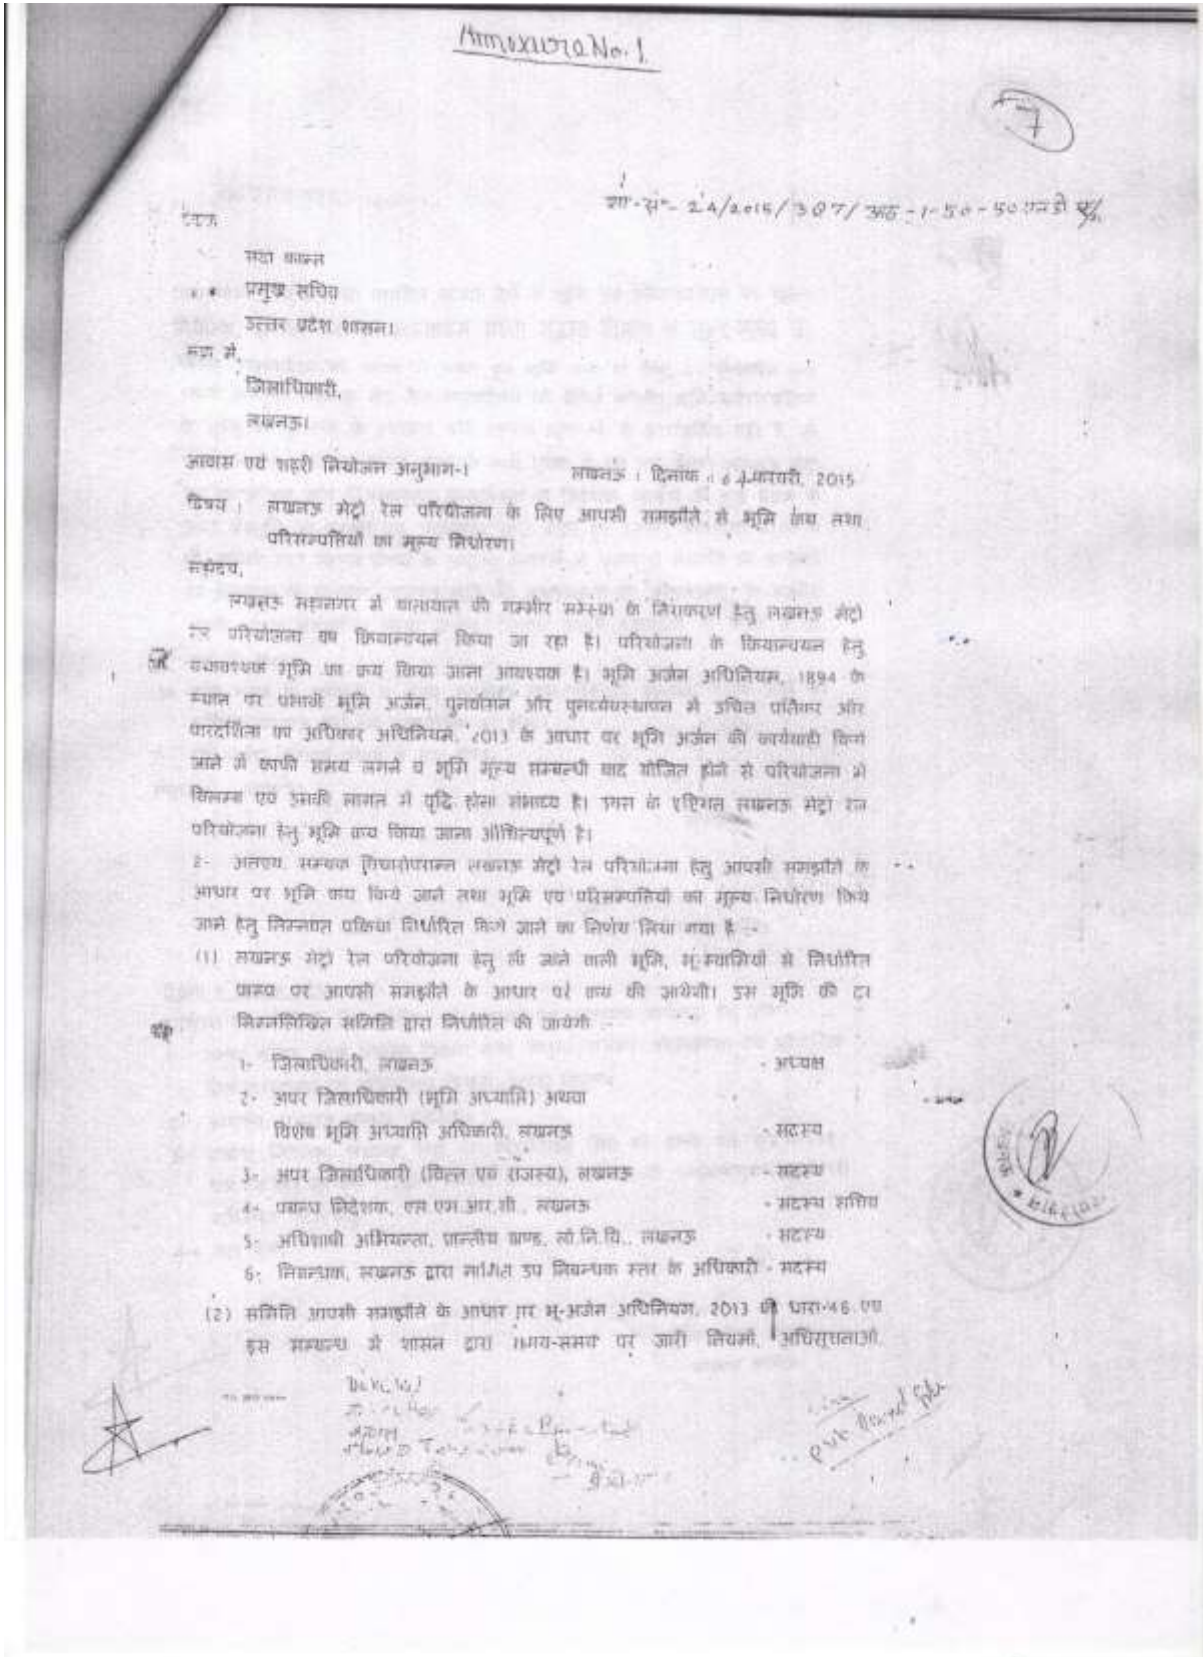 Annexure No. 1
7
शा०-सं०- 24/2015/307/आठ-1-50-50एनडी
प्रेषक
सदा कान्त
प्रमुख सचिव
उत्तर प्रदेश शासन।
सेवा में,
जिलाधिकारी,
लखनऊ।
आवास एवं शहरी नियोजन अनुभाग-1 लखनऊ : दिनांक : फरवरी, 2015
विषय : लखनऊ मेट्रो रेल परियोजना के लिए आपसी समझौते से भूमि क्रय तथा
परिसम्पत्तियों का मूल्य निर्धारण।
महोदय,
लखनऊ महानगर में यातायात की गम्भीर समस्या के निराकरण हेतु लखनऊ मेट्रो
रेल परियोजना का क्रियान्वयन किया जा रहा है। परियोजना के क्रियान्वयन हेतु
यथावश्यक भूमि का क्रय किया जाना आवश्यक है। भूमि अर्जन अधिनियम, 1894 के
स्थान पर प्रभावी भूमि अर्जन, पुनर्वासन और पुनर्व्यवस्थापन में उचित प्रतिकर और
पारदर्शिता का अधिकार अधिनियम, 2013 के आधार पर भूमि अर्जन की कार्यवाही किये
जाने में काफी समय लगने व भूमि मूल्य सम्बन्धी वाद योजित होने से परियोजना में
विलम्ब एवं उसकी लागत में वृद्धि होना संभाव्य है। उक्त के दृष्टिगत लखनऊ मेट्रो रेल
परियोजना हेतु भूमि क्रय किया जाना औचित्यपूर्ण है।
2- अतएव, सम्यक विचारोपरान्त लखनऊ मेट्रो रेल परियोजना हेतु आपसी समझौते के
आधार पर भूमि क्रय किये जाने तथा भूमि एवं परिसम्पत्तियों का मूल्य निर्धारण किये
जाने हेतु निम्नवत प्रक्रिया निर्धारित किये जाने का निर्णय लिया गया है :-
(1) लखनऊ मेट्रो रेल परियोजना हेतु ली जाने वाली भूमि, भू-स्वामियों से निर्धारित
प्रारूप पर आपसी समझौते के आधार पर क्रय की जायेगी। उस भूमि की दर
निम्नलिखित समिति द्वारा निर्धारित की जायेगी :-
1- जिलाधिकारी, लखनऊ - अध्यक्ष
2- अपर जिलाधिकारी (भूमि अध्याप्ति) अथवा
विशेष भूमि अध्याप्ति अधिकारी, लखनऊ - सदस्य
3- अपर जिलाधिकारी (वित्त एवं राजस्व), लखनऊ - सदस्य
4- प्रबन्ध निदेशक, एल.एम.आर.सी., लखनऊ - सदस्य सचिव
5- अधिशासी अभियन्ता, प्रान्तीय खण्ड, लो.नि.वि., लखनऊ - सदस्य
6- निबन्धक, लखनऊ द्वारा नामित उप निबन्धक स्तर के अधिकारी - सदस्य
(2) समिति आपसी समझौते के आधार पर भू-अर्जन अधिनियम, 2013 की धारा-46 एवं
इस सम्बन्ध में शासन द्वारा समय-समय पर जारी नियमों, अधिसूचनाओं,